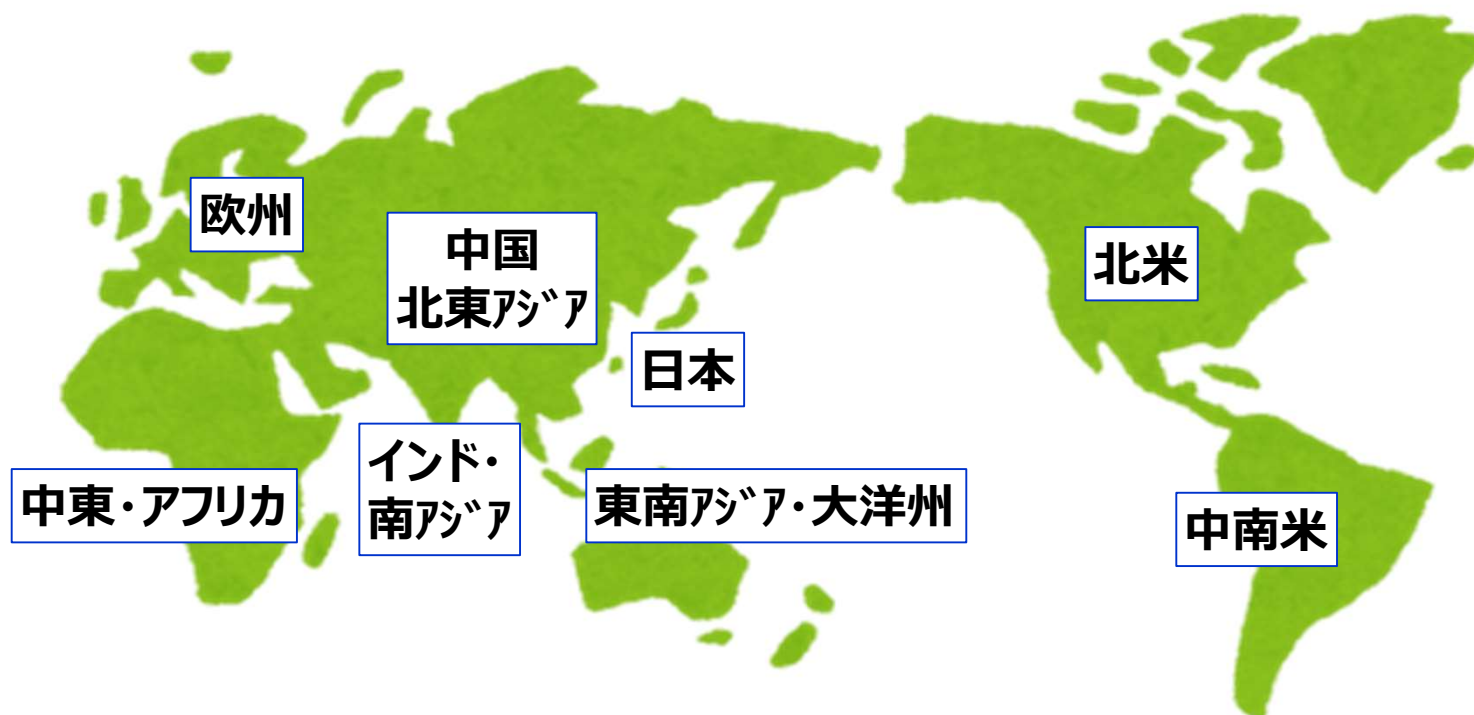 欧州
中国
北東ｱｼﾞｱ
日本
北米
インド・
南ｱｼﾞｱ
中東・アフリカ
東南ｱｼﾞｱ・大洋州
中南米